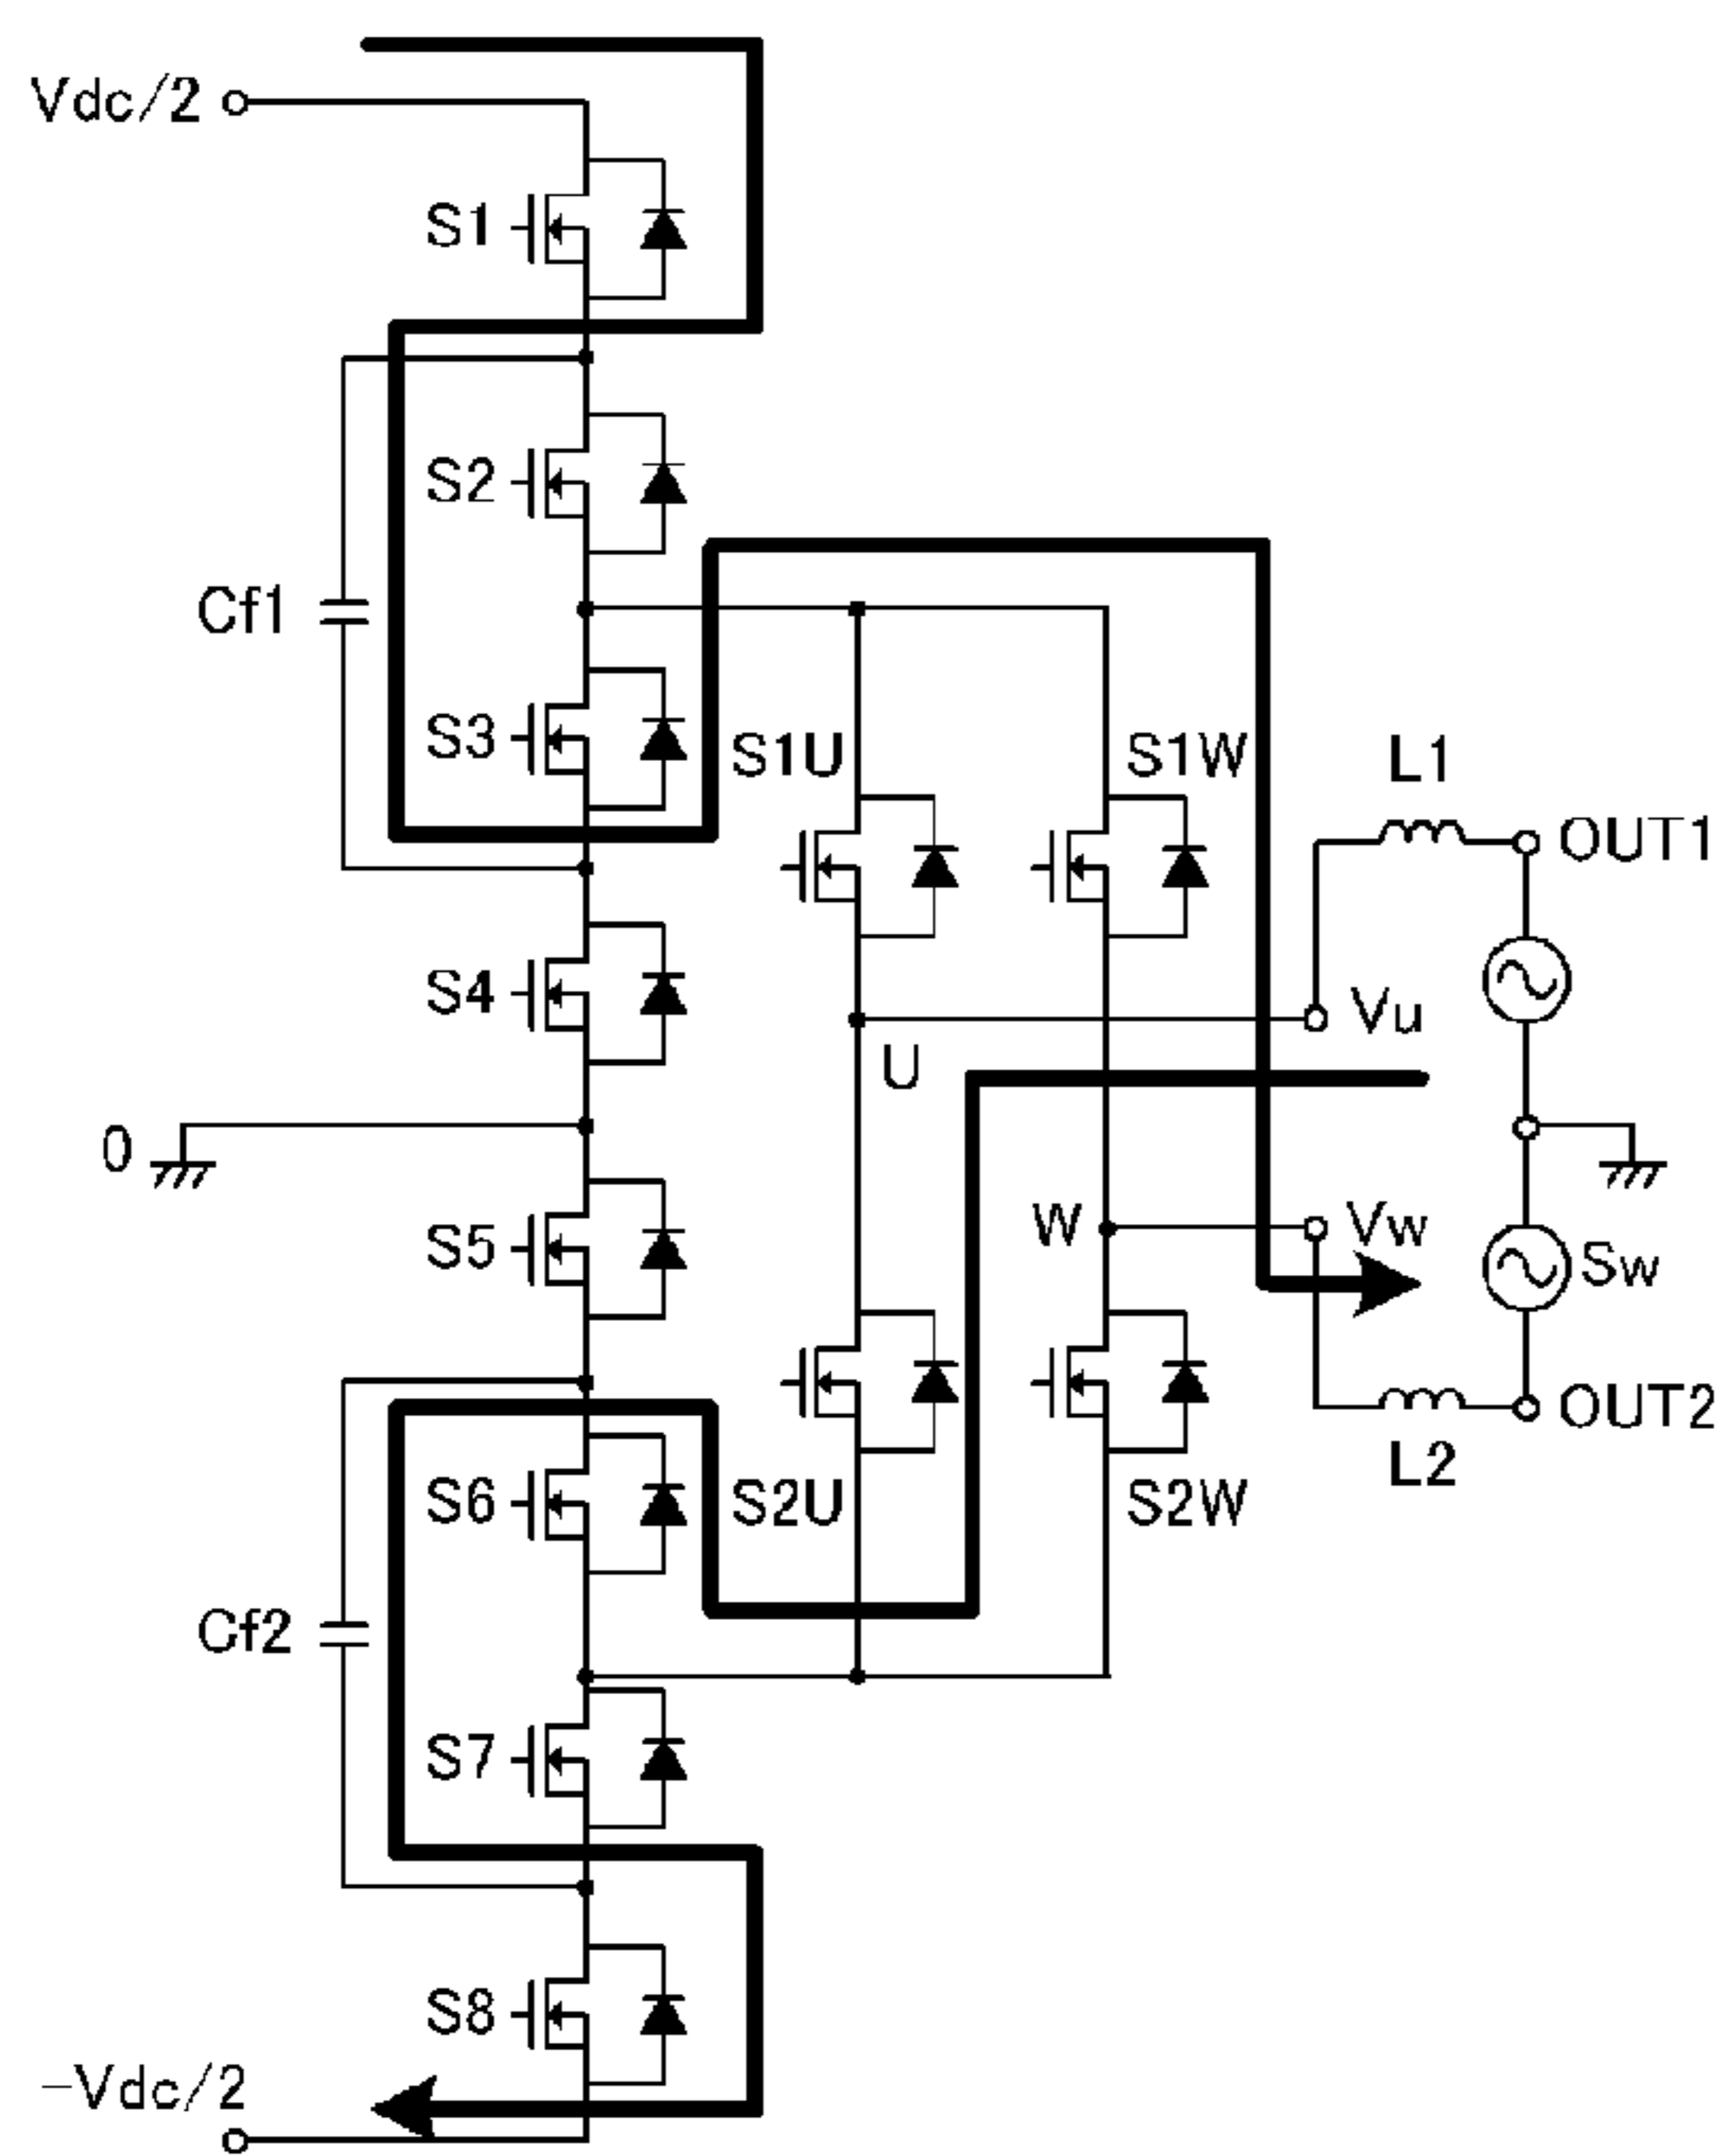 Vdc/2
S1
S2
Cf1
S3
S1U
S1W
L1
OUT1
S4
Vu
U
0
W
Vw
S5
Sw
OUT2
L2
S6
S2U
S2W
Cf2
S7
S8
-Vdc/2